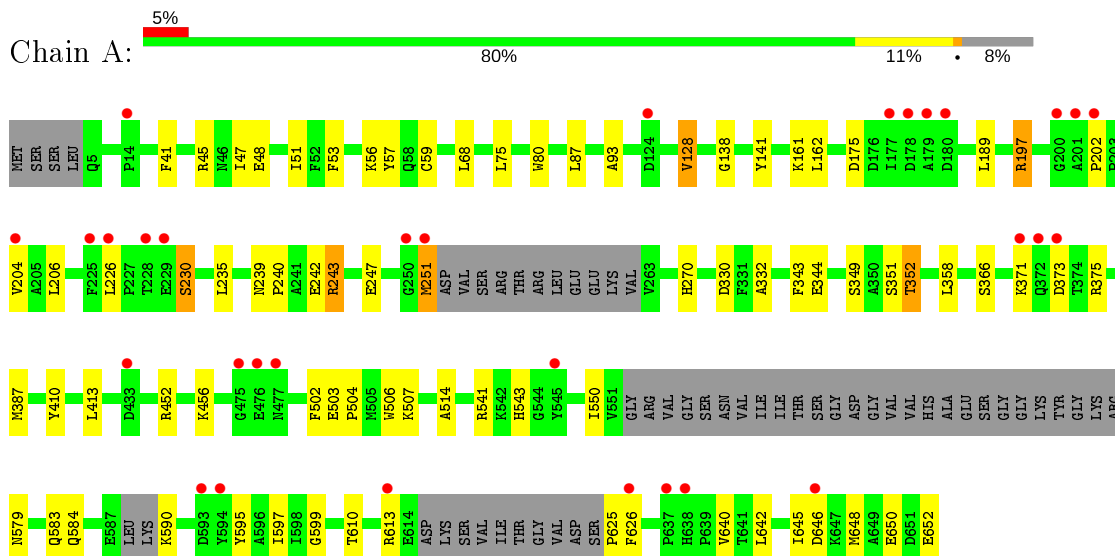 5%
Chain A:
80% 11% • 8%
MET SER SER LEU Q5 P14 F41 R45 N46 I47 E48 I51 F52 F53 K56 Y57 Q58 C59 L68 L75 W80 L87 A93 D124 V128 G138 Y141 K161 L162 D175 D176 I177 D178 A179 D180 L189 R197 G200 A201 P202
V204 A205 L206 F225 L226 P227 T228 E229 S230 L235 N239 P240 A241 E242 R243 E247 G250 M251 ASP VAL SER ARG THR ARG LEU GLU GLU LYS VAL V263 H270 D330 F331 A332 F343 E344 S349 A350 S351 T352 L358 S366 K371 Q372 D373 T374 R375
M387 Y410 L413 D433 R452 K456 G475 E476 N477 F502 E503 P504 M505 W506 K507 A514 R541 K542 H543 G544 Y545 I550 V551 GLY ARG VAL GLY SER ASN VAL ILE ILE THR SER GLY ASP GLY VAL VAL HIS ALA GLU SER GLY GLY LYS TYR GLY LYS ARG
N579 Q583 Q584 E587 LEU LYS K590 D593 Y594 Y595 A596 I597 I598 G599 T610 R613 E614 ASP LYS SER VAL ILE THR GLY VAL ASP SER P625 F626 P637 H638 P639 V640 T641 L642 I645 D646 K647 M648 A649 E650 D651 E652